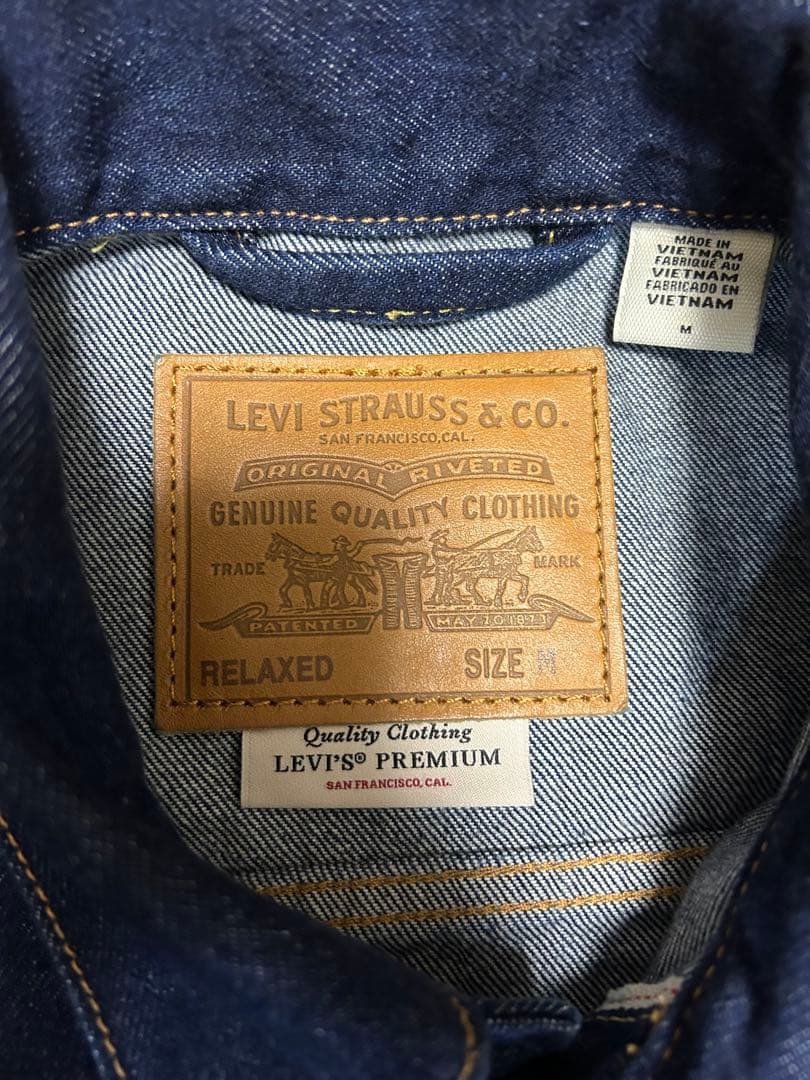 MADE IN
VIETNAM
FABRIQUÉ AU
VIETNAM
FABRICADO EN
VIETNAM
M
LEVI STRAUSS & CO.
SAN FRANCISCO, CAL.
ORIGINAL RIVETED
GENUINE QUALITY CLOTHING
TRADE MARK
PATENTED MAY 20 1873
RELAXED SIZE M
Quality Clothing
LEVI'S® PREMIUM
SAN FRANCISCO, CAL.